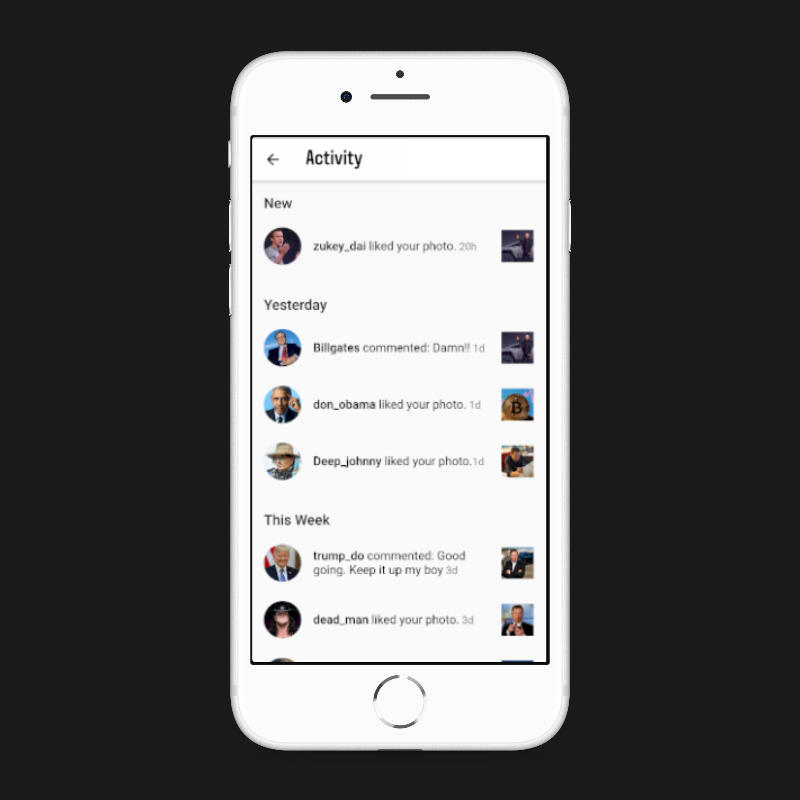 Activity
New
zukey_dai liked your photo. 20h
Yesterday
Billgates commented: Damn!! 1d
don_obama liked your photo. 1d
Deep_johnny liked your photo.1d
This Week
trump_do commented: Good
going. Keep it up my boy 3d
dead_man liked your photo. 3d